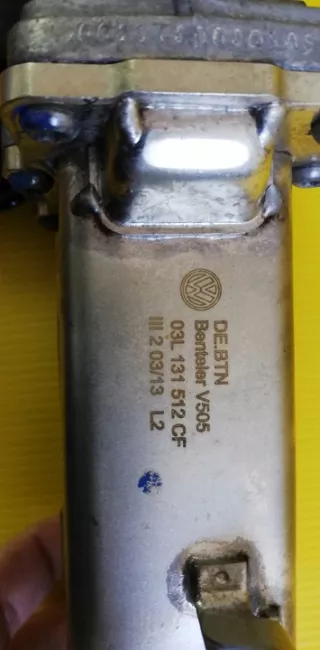 DE.BTN
Benteler V505
03L 131 512 CF
III 2 03/13 L2